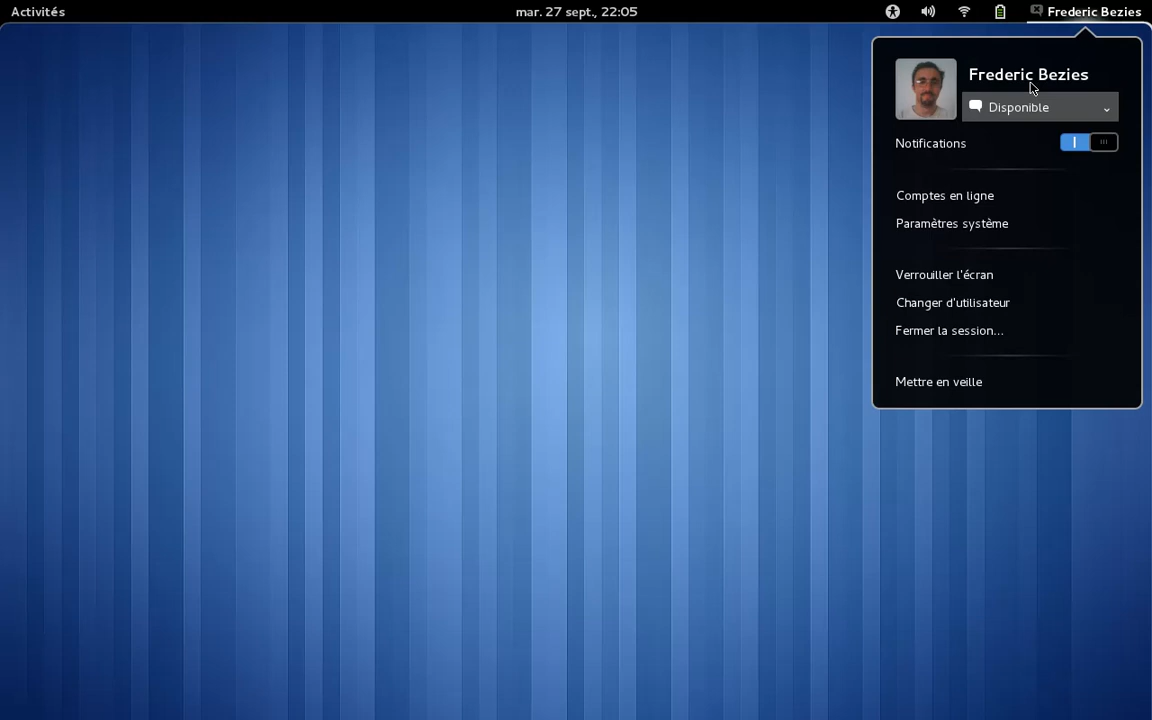 Activités
mar. 27 sept., 22:05
Frederic Bezies
Frederic Bezies
Disponible
Notifications
Comptes en ligne
Paramètres système
Verrouiller l'écran
Changer d'utilisateur
Fermer la session...
Mettre en veille